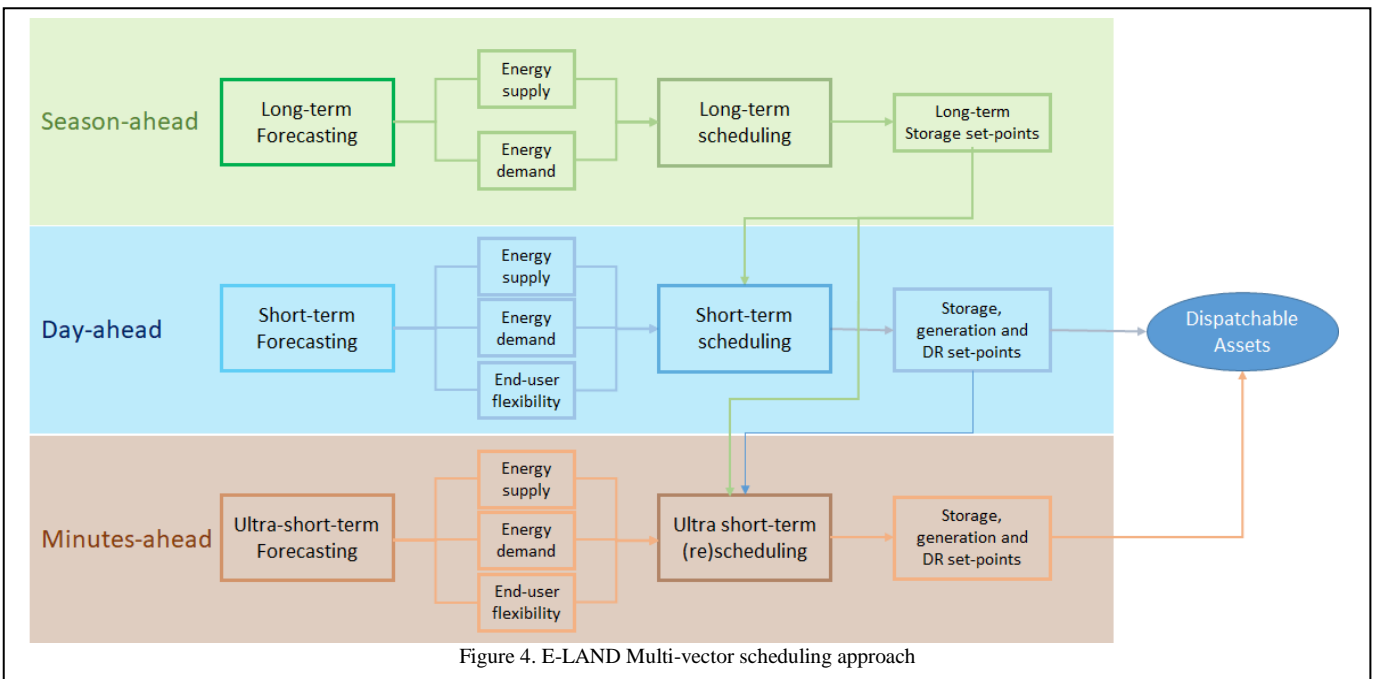 Season-ahead
Long-term
Forecasting
Energy
supply
Energy
demand
Long-term
scheduling
Long-term
Storage set-points
Day-ahead
Short-term
Forecasting
Energy
supply
Energy
demand
End-user
flexibility
Short-term
scheduling
Storage,
generation and
DR set-points
Dispatchable
Assets
Minutes-ahead
Ultra-short-term
Forecasting
Energy
supply
Energy
demand
End-user
flexibility
Ultra short-term
(re)scheduling
Storage,
generation and
DR set-points
Figure 4. E-LAND Multi-vector scheduling approach